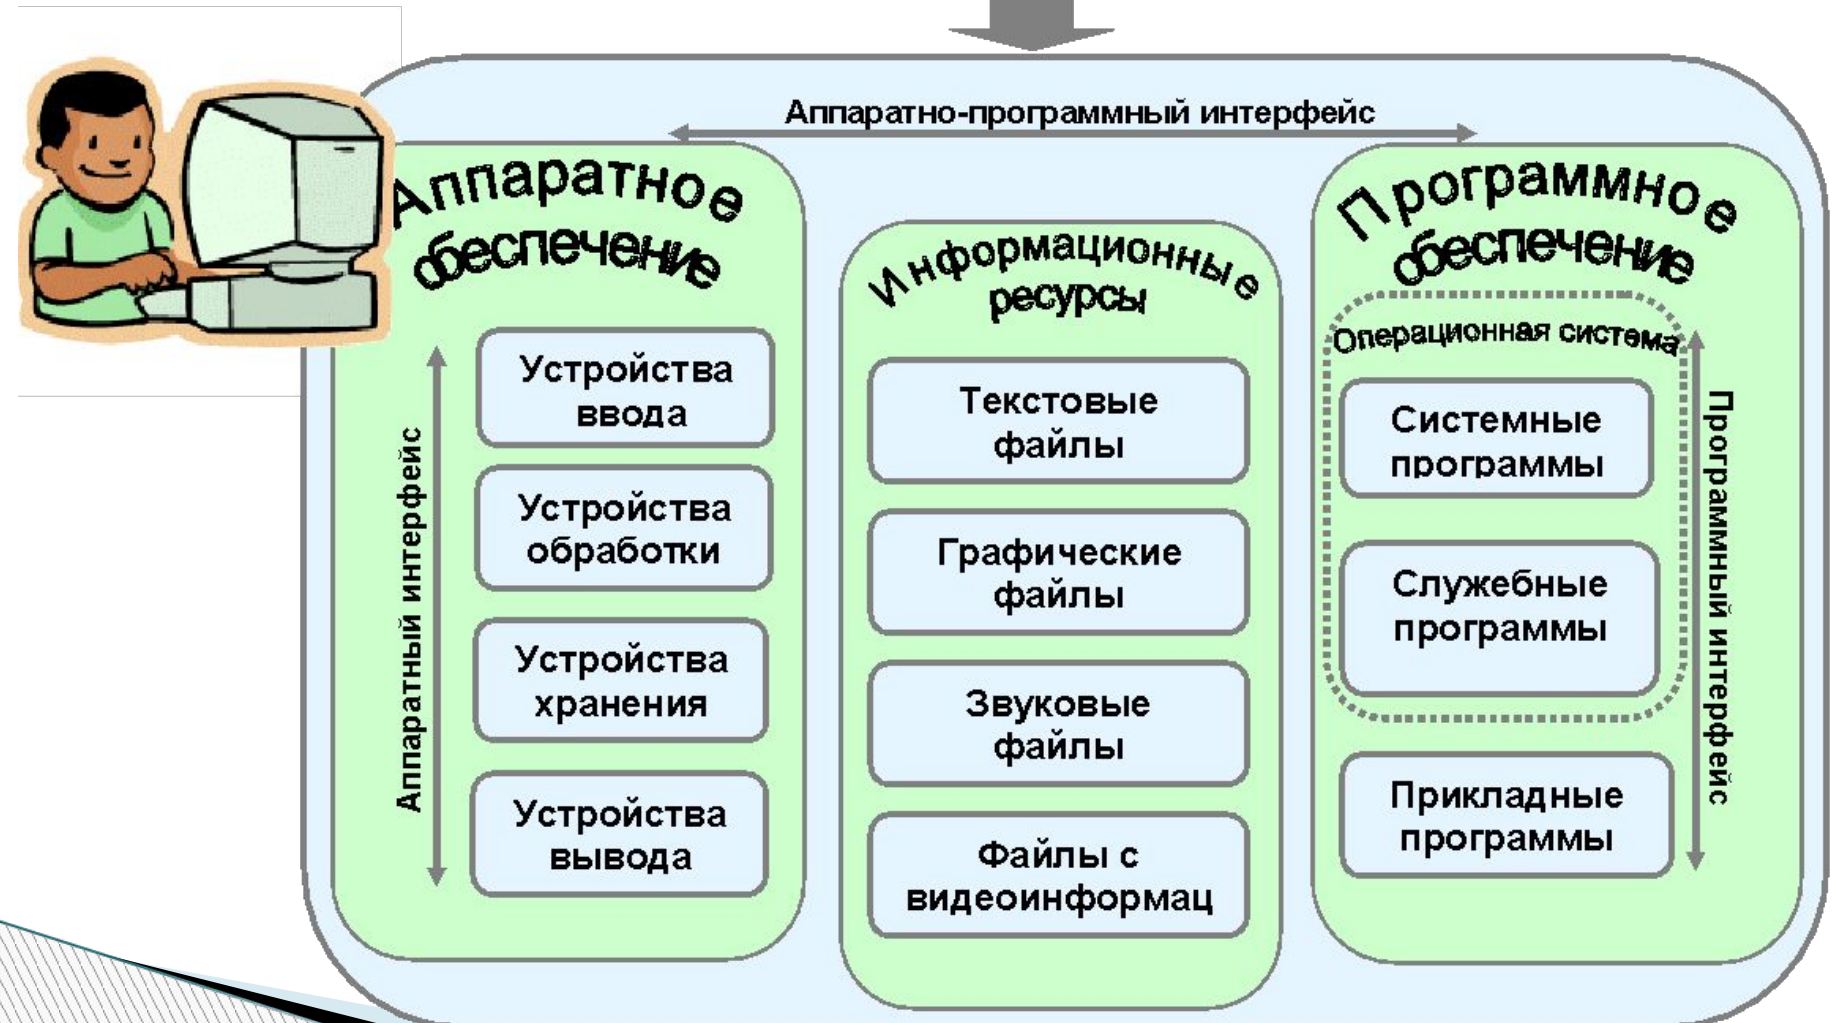 Аппаратно-программный интерфейс
Аппаратное
обеспечение
Аппаратный интерфейс
Устройства
ввода
Устройства
обработки
Устройства
хранения
Устройства
вывода
Информационные
ресурсы
Текстовые
файлы
Графические
файлы
Звуковые
файлы
Файлы с
видеоинформац
Программное
обеспечение
Операционная система
Системные
программы
Служебные
программы
Прикладные
программы
Программный интерфейс